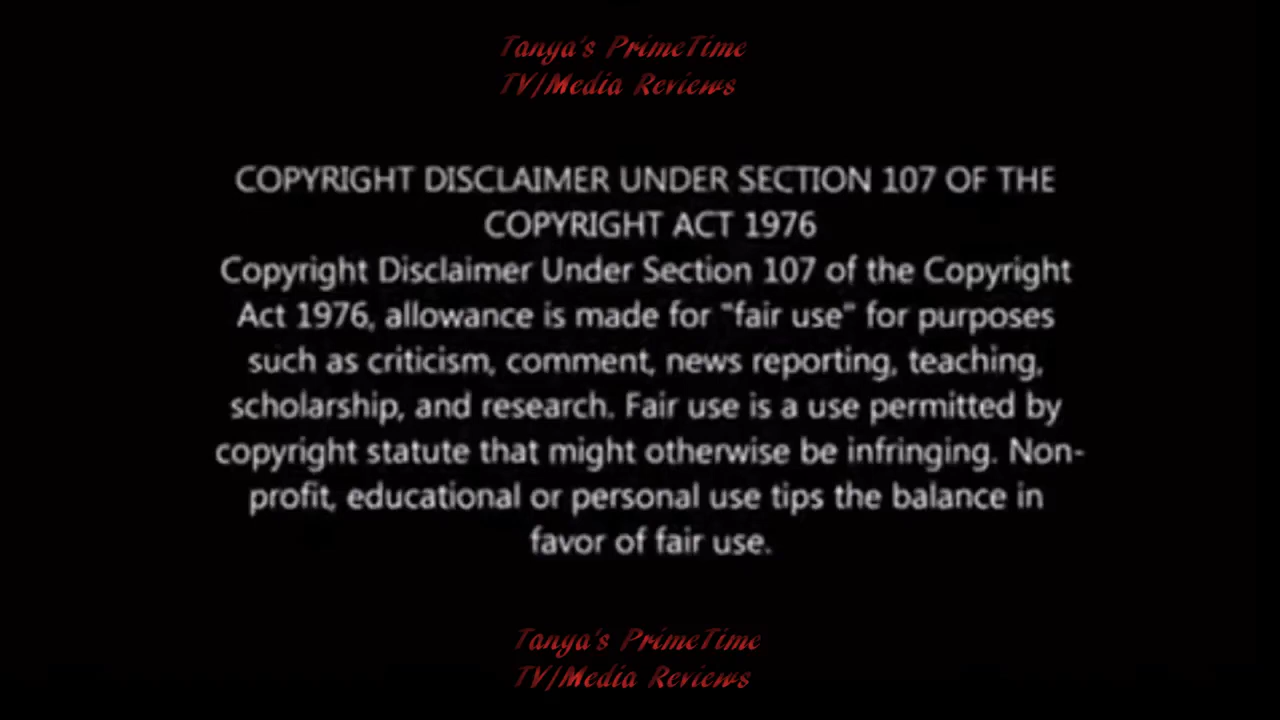 Tanya's PrimeTime
TV/Media Reviews
COPYRIGHT DISCLAIMER UNDER SECTION 107 OF THE
COPYRIGHT ACT 1976
Copyright Disclaimer Under Section 107 of the Copyright
Act 1976, allowance is made for "fair use" for purposes
such as criticism, comment, news reporting, teaching,
scholarship, and research. Fair use is a use permitted by
copyright statute that might otherwise be infringing. Non-
profit, educational or personal use tips the balance in
favor of fair use.
Tanya's PrimeTime
TV/Media Reviews